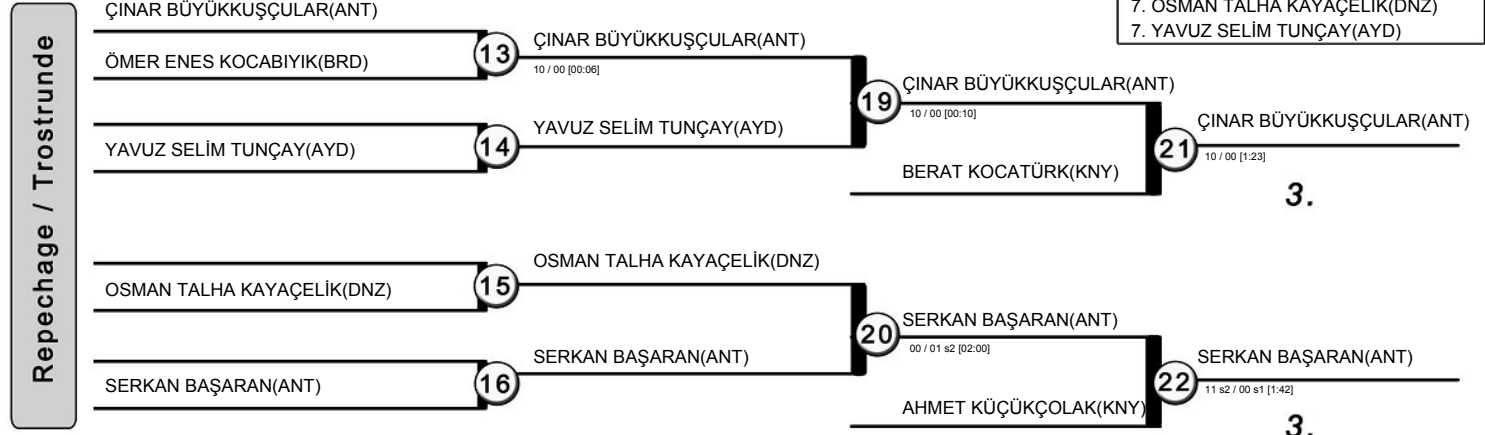 Repechage / Trostrunde
7. OSMAN TALHA KAYAÇELİK(DNZ)
7. YAVUZ SELİM TUNÇAY(AYD)
ÇINAR BÜYÜKKUŞÇULAR(ANT)
ÖMER ENES KOCABIYIK(BRD)
13
ÇINAR BÜYÜKKUŞÇULAR(ANT)
10 / 00 [00:06]
YAVUZ SELİM TUNÇAY(AYD)
14
YAVUZ SELİM TUNÇAY(AYD)
19
ÇINAR BÜYÜKKUŞÇULAR(ANT)
10 / 00 [00:10]
BERAT KOCATÜRK(KNY)
21
ÇINAR BÜYÜKKUŞÇULAR(ANT)
10 / 00 [1:23]
3.
OSMAN TALHA KAYAÇELİK(DNZ)
15
OSMAN TALHA KAYAÇELİK(DNZ)
SERKAN BAŞARAN(ANT)
16
SERKAN BAŞARAN(ANT)
20
SERKAN BAŞARAN(ANT)
00 / 01 s2 [02:00]
AHMET KÜÇÜKÇOLAK(KNY)
22
SERKAN BAŞARAN(ANT)
11 s2 / 00 s1 [1:42]
3.